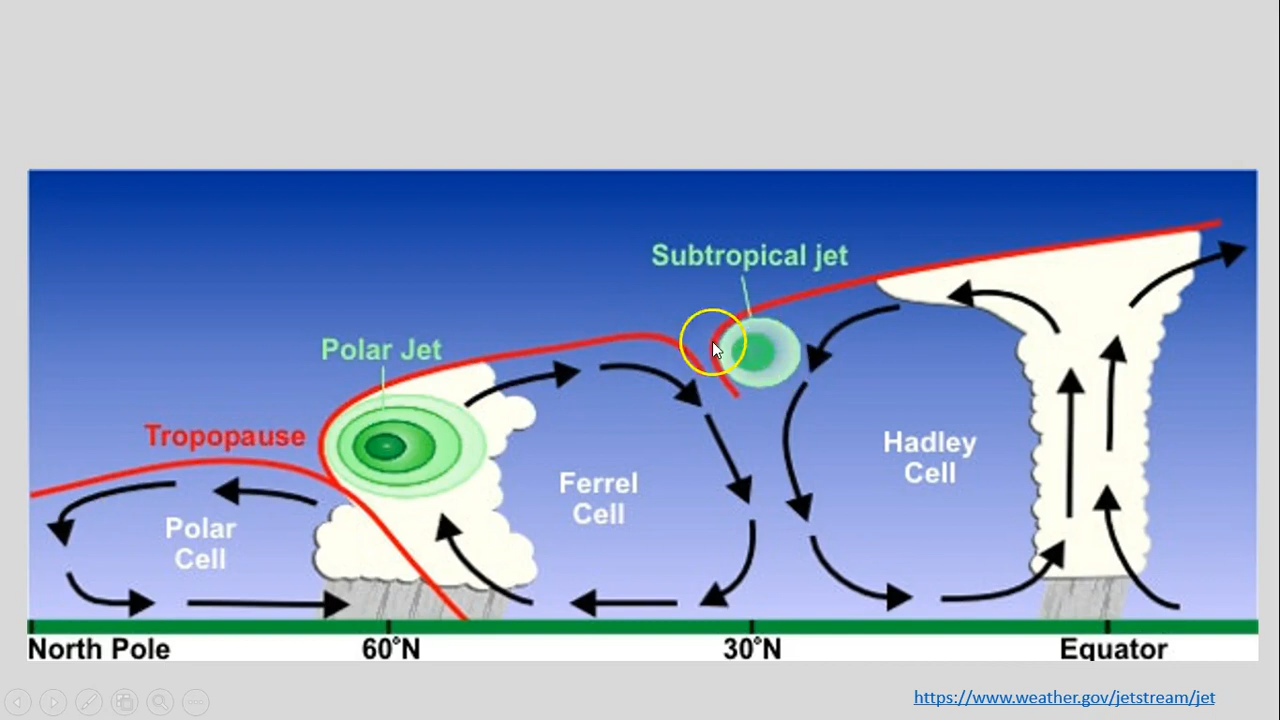 Subtropical jet
Polar Jet
Tropopause
Hadley
Cell
Ferrel
Cell
Polar
Cell
North Pole
60°N
30°N
Equator
https://www.weather.gov/jetstream/jet